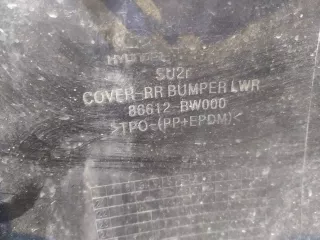 SU2r
COVER-RR BUMPER LWR
86612-BW000
>TPO-(PP+EPDM)<